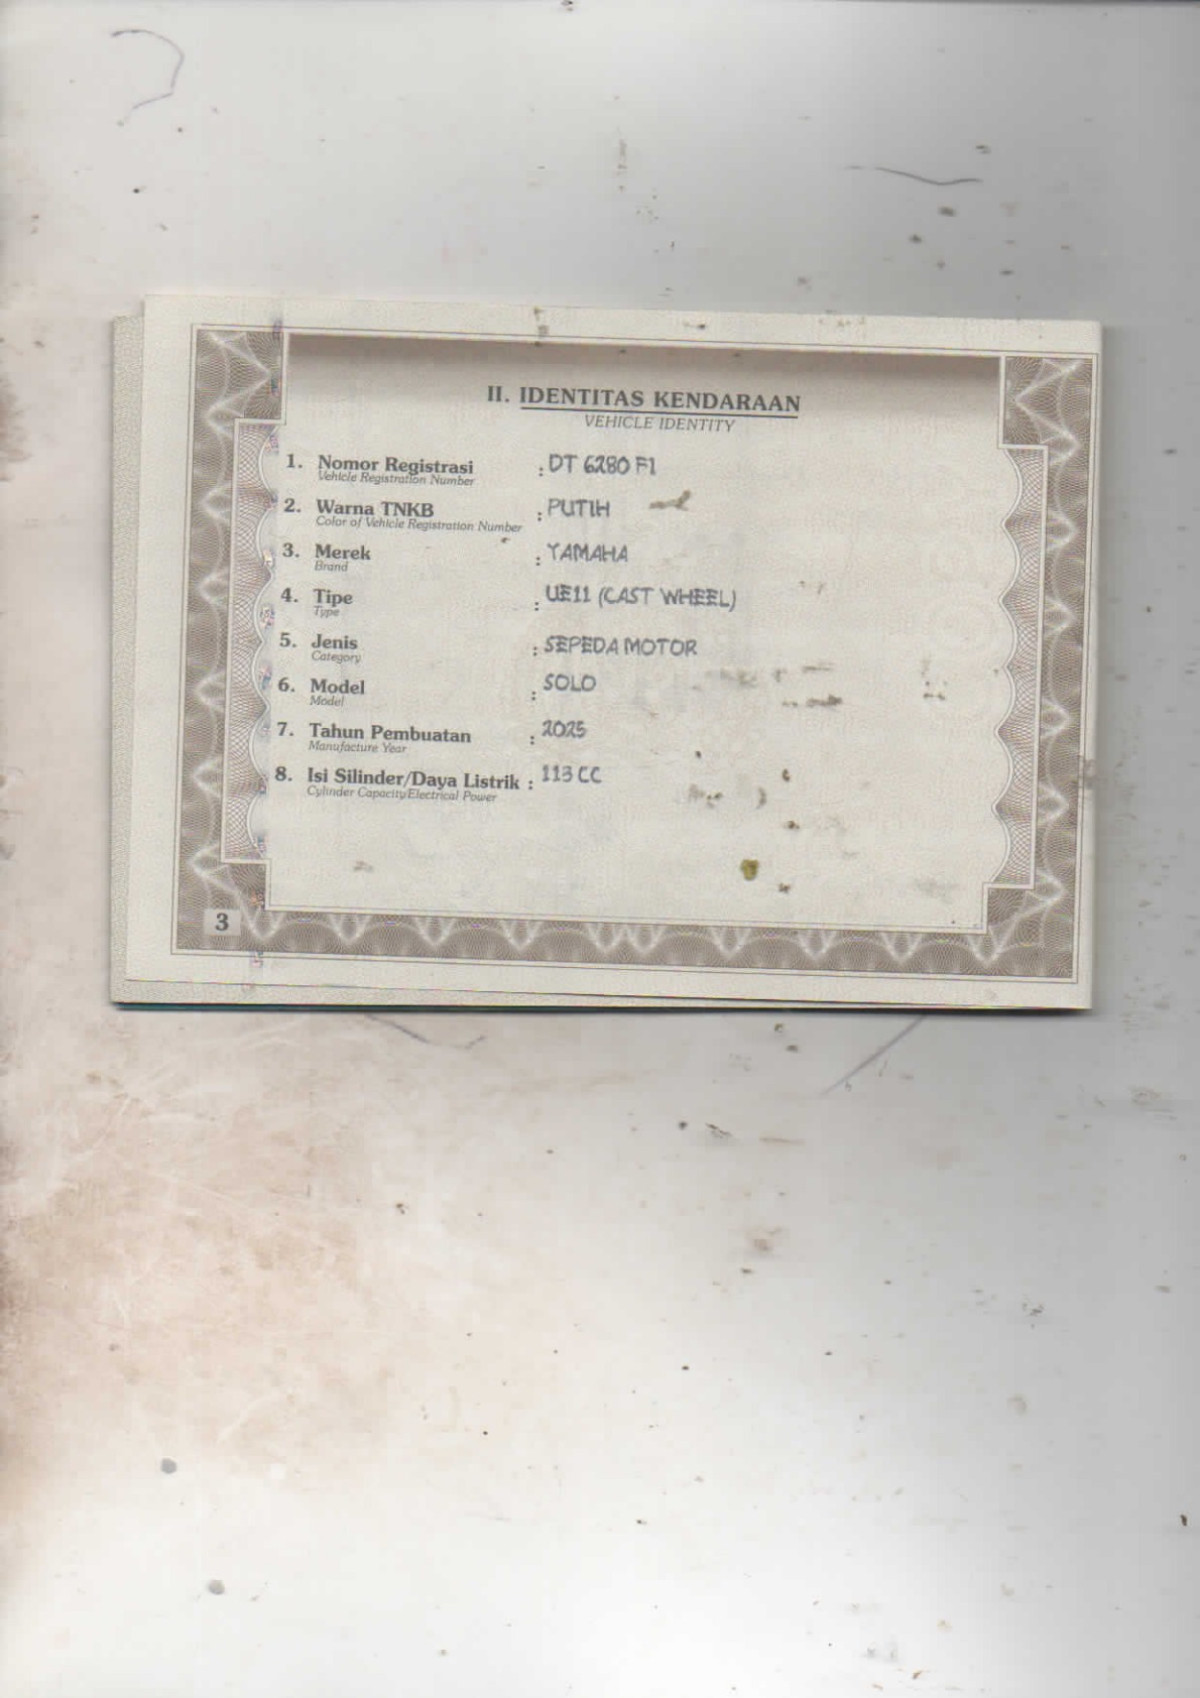 II. IDENTITAS KENDARAAN
VEHICLE IDENTITY
1. Nomor Registrasi : DT 6280 FI
Vehicle Registration Number
2. Warna TNKB : PUTIH
Color of Vehicle Registration Number
3. Merek : YAMAHA
Brand
4. Tipe : UE11 (CAST WHEEL)
Type
5. Jenis : SEPEDA MOTOR
Category
6. Model : SOLO
Model
7. Tahun Pembuatan : 2025
Manufacture Year
8. Isi Silinder/Daya Listrik : 113 CC
Cylinder Capacity/Electrical Power
3